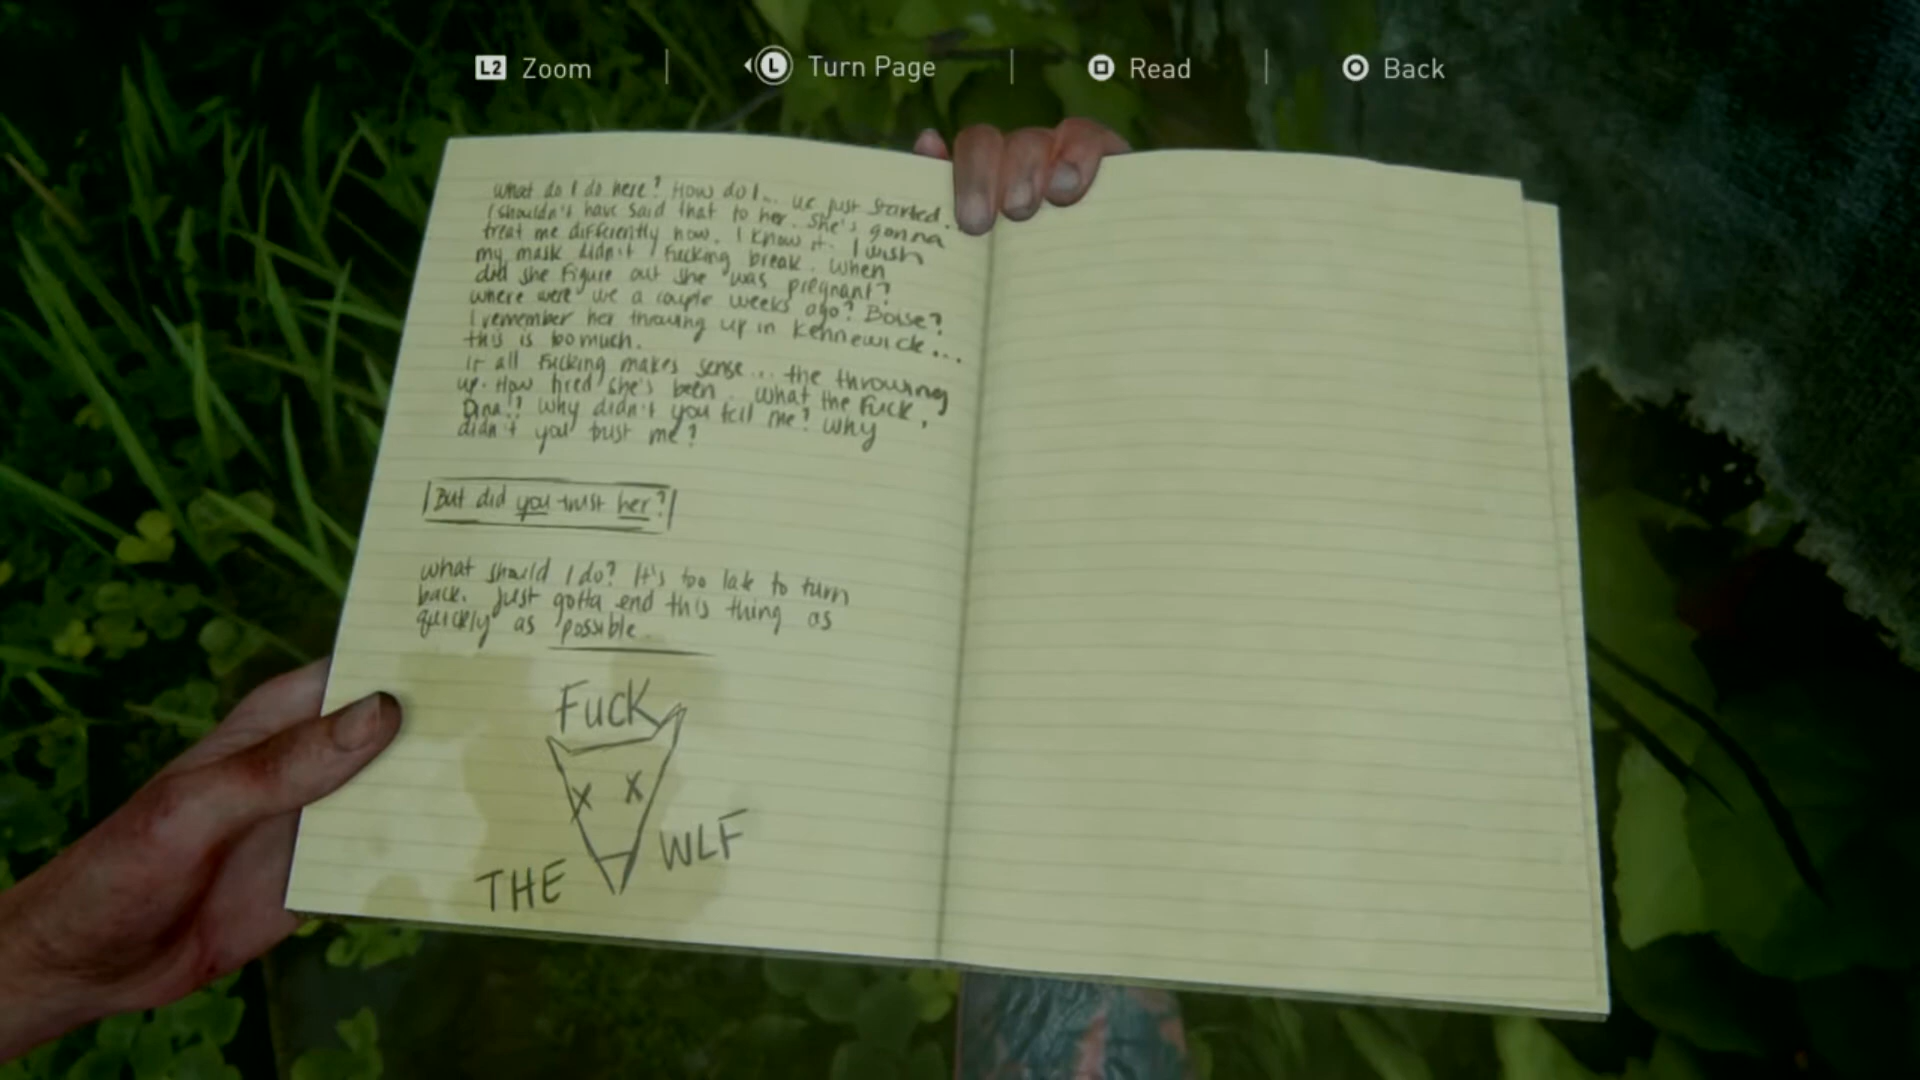 L2 Zoom | L Turn Page | Read | Back
what do I do here? How do I... we just started.
I shouldn't have said that to her. She's gonna
treat me differently now. I know it. I wish
my mask didn't fucking break. When
did she figure out she was pregnant?
where were we a couple weeks ago? Boise?
I remember her throwing up in Kennewick...
this is too much.
it all fucking makes sense... the throwing
up. How tired she's been. what the fuck,
Dina!? Why didn't you tell me? why
didn't you trust me?
But did you trust her?
what should I do? It's too late to turn
back. Just gotta end this thing as
quickly as possible
Fuck
THE WLF